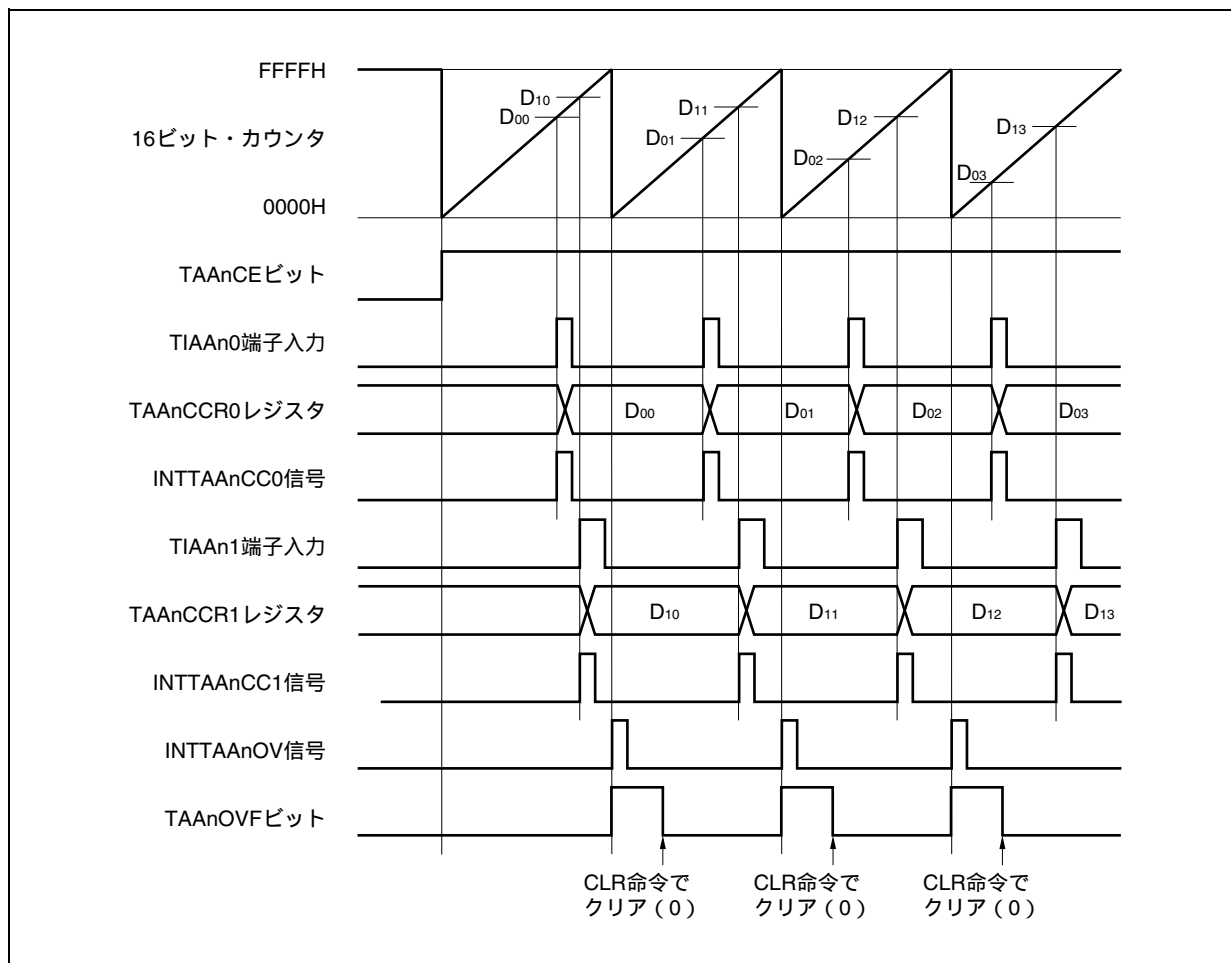 FFFFH
D10
D00
D11
D01
D12
D02
D13
D03
16ビット・カウンタ
0000H
TAAnCEビット
TIAAn0端子入力
TAAnCCR0レジスタ
D00
D01
D02
D03
INTTAAnCC0信号
TIAAn1端子入力
TAAnCCR1レジスタ
D10
D11
D12
D13
INTTAAnCC1信号
INTTAAnOV信号
TAAnOVFビット
CLR命令で
クリア（0）
CLR命令で
クリア（0）
CLR命令で
クリア（0）